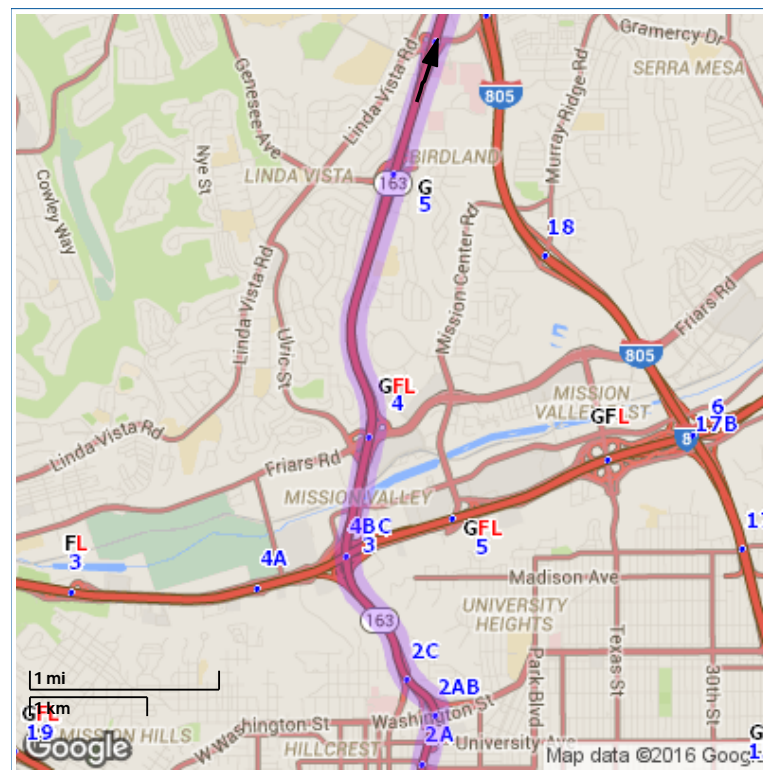 Gramercy Dr
SERRA MESA
Linda Vista Rd
Genesee Ave
805
Murray Ridge Rd
Nye St
BIRDLAND
LINDA VISTA
163
G
5
Cowley Way
Mission Center Rd
18
Linda Vista Rd
Ulric St
Friars Rd
805
GFL
4
MISSION
VALLEY EAST
GFL
6
17B
8
Linda Vista Rd
Friars Rd
MISSION VALLEY
4BC
3
GFL
5
FL
3
4A
17
Madison Ave
UNIVERSITY
HEIGHTS
163
Texas St
Park Blvd
30th St
2C
2AB
1 mi
1 km
GFL
19
MISSION HILLS
W Washington St
Washington St
2A
HILLCREST
University Ave
G
1
Google
Map data ©2016 Google